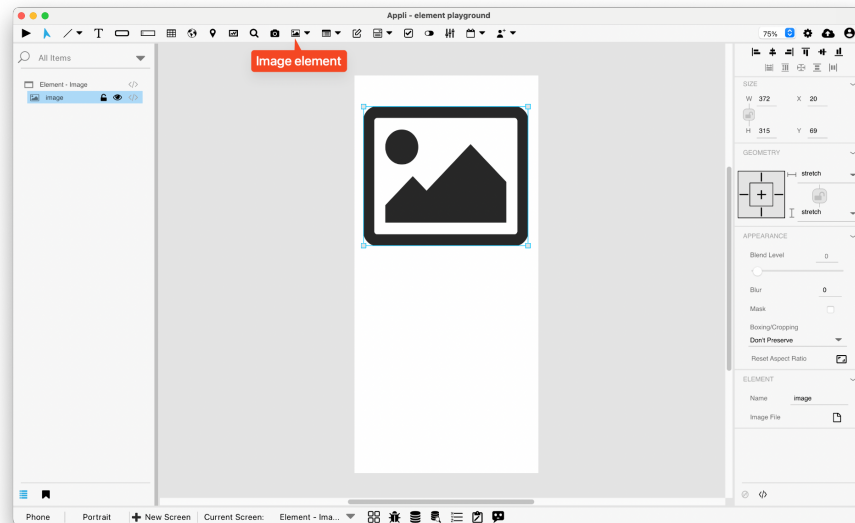 Appli - element playground
T
75%
Image element
All Items
Element - Image
image
SIZE
W 372 X 20
H 315 Y 69
GEOMETRY
stretch
stretch
APPEARANCE
Blend Level 0
Blur 0
Mask
Boxing/Cropping
Don't Preserve
Reset Aspect Ratio
ELEMENT
Name image
Image File
Phone Portrait New Screen Current Screen: Element - Ima...